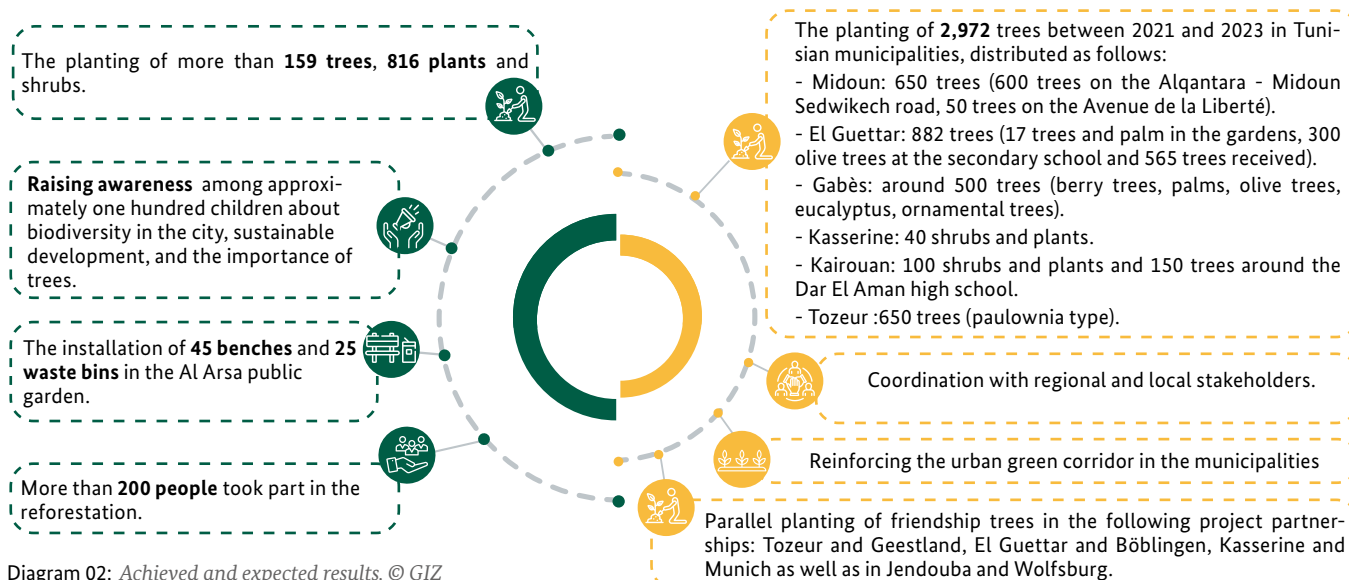 The planting of more than 159 trees, 816 plants and
shrubs.
Raising awareness among approxi-
mately one hundred children about
biodiversity in the city, sustainable
development, and the importance of
trees.
The installation of 45 benches and 25
waste bins in the Al Arsa public
garden.
More than 200 people took part in the
reforestation.
The planting of 2,972 trees between 2021 and 2023 in Tuni-
sian municipalities, distributed as follows:
- Midoun: 650 trees (600 trees on the Alqantara - Midoun
Sedwikech road, 50 trees on the Avenue de la Liberté).
- El Guettar: 882 trees (17 trees and palm in the gardens, 300
olive trees at the secondary school and 565 trees received).
- Gabès: around 500 trees (berry trees, palms, olive trees,
eucalyptus, ornamental trees).
- Kasserine: 40 shrubs and plants.
- Kairouan: 100 shrubs and plants and 150 trees around the
Dar El Aman high school.
- Tozeur :650 trees (paulownia type).
Coordination with regional and local stakeholders.
Reinforcing the urban green corridor in the municipalities
Parallel planting of friendship trees in the following project partner-
ships: Tozeur and Geestland, El Guettar and Böblingen, Kasserine and
Munich as well as in Jendouba and Wolfsburg.
Diagram 02: Achieved and expected results. © GIZ